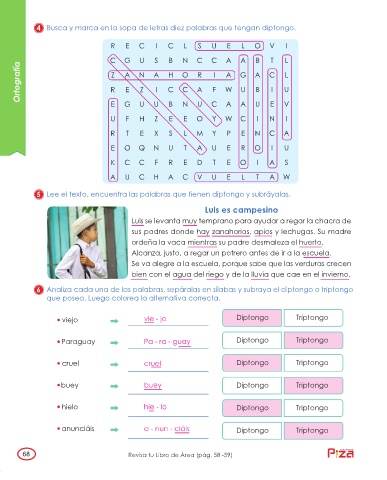 4 Busca y marca en la sopa de letras diez palabras que tengan diptongo.
Ortografía
R E C I C L S U E L O V I
C G U S B N C C A A B T L
Z A N A H O R I A G A C L
R E Z I C C A F W U B I U
E G U U B N U C A A U E V
U F H Z E E O Y W C I N I
R T E X S L M Y P E N C A
E O Q N U T A U E R O I U
K C C F R E D T E O I A S
A U C H A C V U E L T A W
5 Lee el texto, encuentra las palabras que tienen diptongo y subráyalas.
Luis es campesino
Luis se levanta muy temprano para ayudar a regar la chacra de
sus padres donde hay zanahorias, apios y lechugas. Su madre
ordeña la vaca mientras su padre desmaleza el huerto.
Alcanza, justo, a regar un potrero antes de ir a la escuela.
Se va alegre a la escuela, porque sabe que las verduras crecen
bien con el agua del riego y de la lluvia que cae en el invierno.
6 Analiza cada una de las palabras, sepáralas en sílabas y subraya el diptongo o triptongo
que posea. Luego colorea la alternativa correcta.
• viejo vie - jo Diptongo Triptongo
• Paraguay Pa - ra - guay Diptongo Triptongo
• cruel cruel Diptongo Triptongo
• buey buey Diptongo Triptongo
• hielo hie - lo Diptongo Triptongo
• anunciáis a - nun - ciáis Diptongo Triptongo
68 Revisa tu Libro de Área (pág. 58 -59)